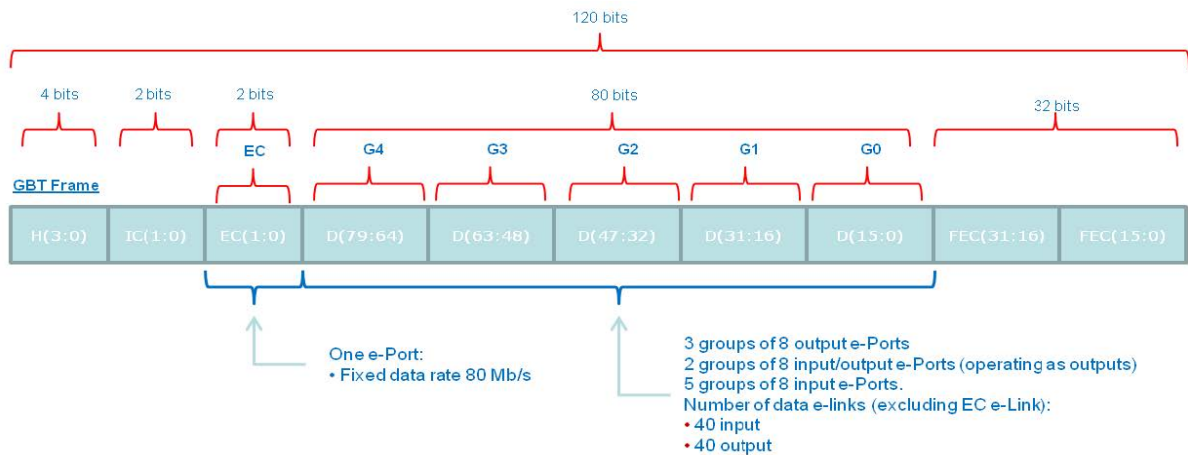 120 bits
4 bits 2 bits 2 bits 80 bits 32 bits
EC G4 G3 G2 G1 G0
GBT Frame
H(3:0) IC(1:0) EC(1:0) D(79:64) D(63:48) D(47:32) D(31:16) D(15:0) FEC(31:16) FEC(15:0)
One e-Port:
• Fixed data rate 80 Mb/s
3 groups of 8 output e-Ports
2 groups of 8 input/output e-Ports (operating as outputs)
5 groups of 8 input e-Ports.
Number of data e-links (excluding EC e-Link):
• 40 input
• 40 output